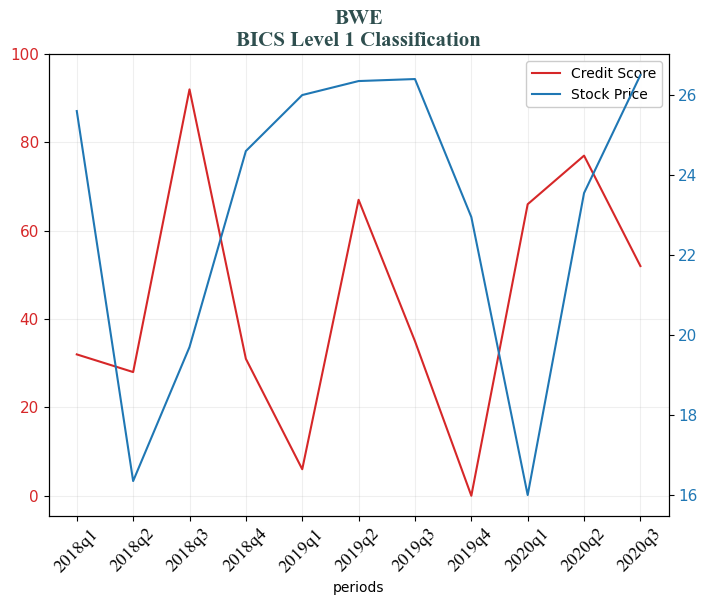 BWE
BICS Level 1 Classification
Credit Score
Stock Price
100
80
60
40
20
0
26
24
22
20
18
16
2018q1
2018q2
2018q3
2018q4
2019q1
2019q2
2019q3
2019q4
2020q1
2020q2
2020q3
periods